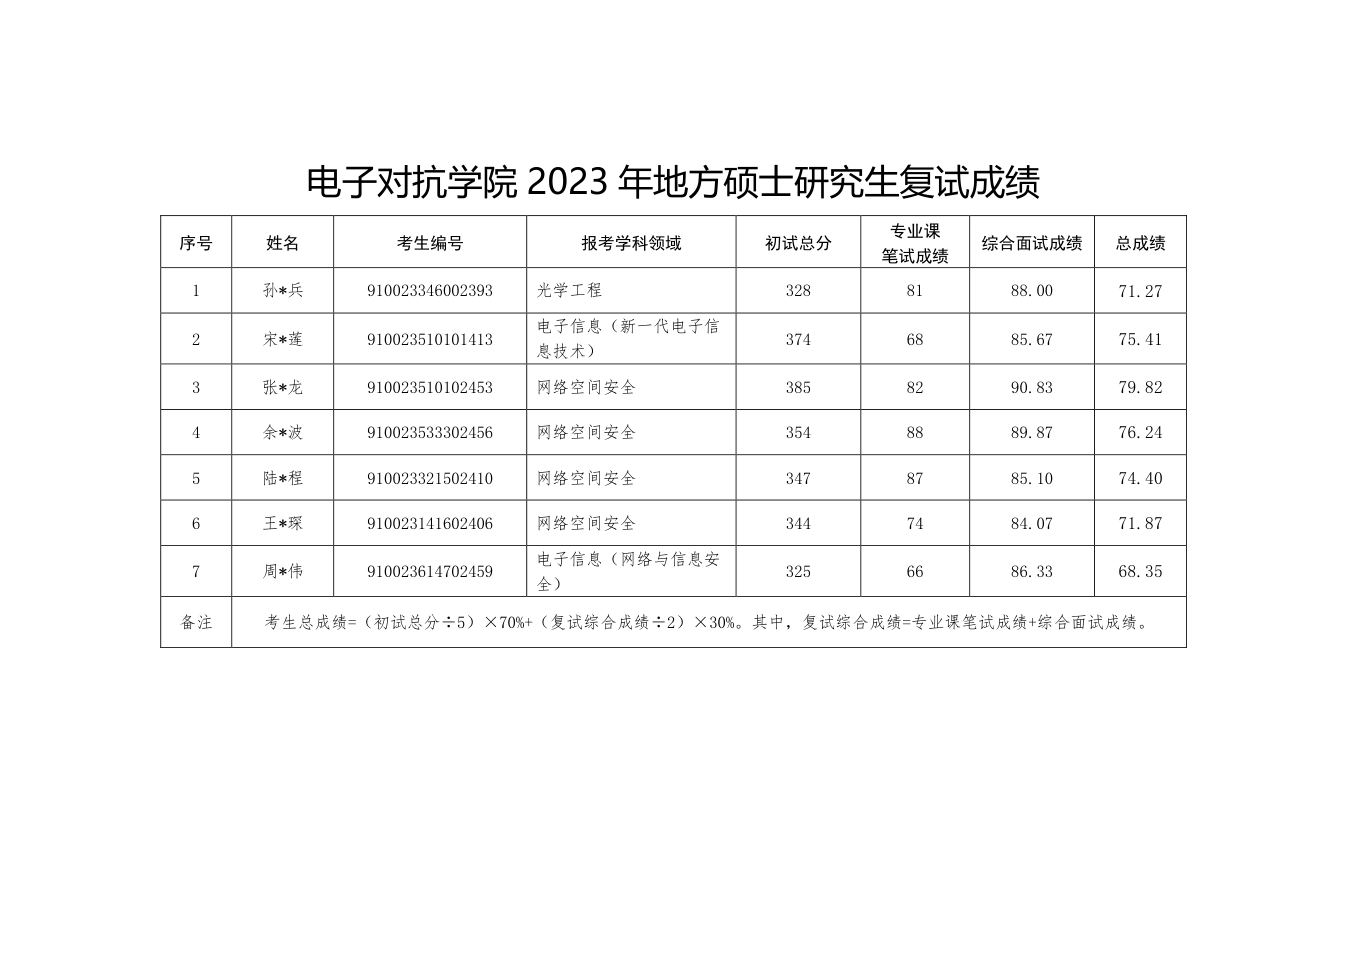 电子对抗学院 2023 年地方硕士研究生复试成绩
序号 姓名 考生编号 报考学科领域 初试总分 专业课 综合面试成绩 总成绩
笔试成绩
1 孙*兵 910023346002393 光学工程 328 81 88.00 71.27
2 宋*莲 910023510101413 电子信息（新一代电子信 374 68 85.67 75.41
息技术）
3 张*龙 910023510102453 网络空间安全 385 82 90.83 79.82
4 余*波 910023533302456 网络空间安全 354 88 89.87 76.24
5 陆*程 910023321502410 网络空间安全 347 87 85.10 74.40
6 王*琛 910023141602406 网络空间安全 344 74 84.07 71.87
7 周*伟 910023614702459 电子信息（网络与信息安 325 66 86.33 68.35
全）
备注 考生总成绩=（初试总分÷5）×70%+（复试综合成绩÷2）×30%。其中，复试综合成绩=专业课笔试成绩+综合面试成绩。